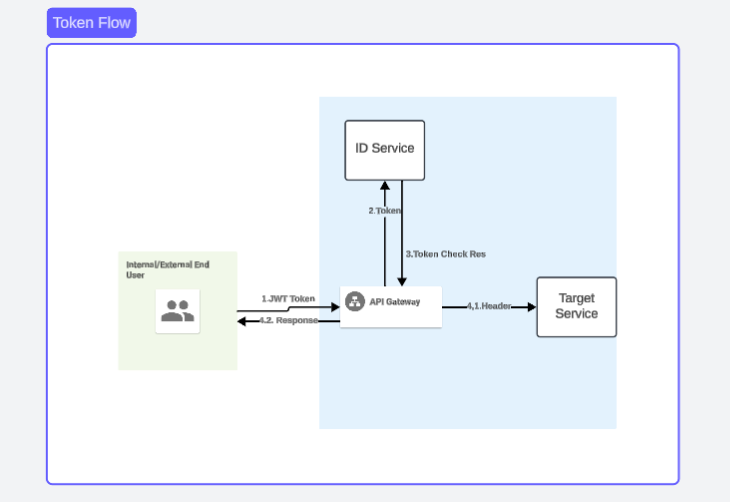 Token Flow
ID Service
2.Token
3.Token Check Res
Internal/External End
User
1.JWT Token
API Gateway
4,1.Header
Target
Service
4.2. Response